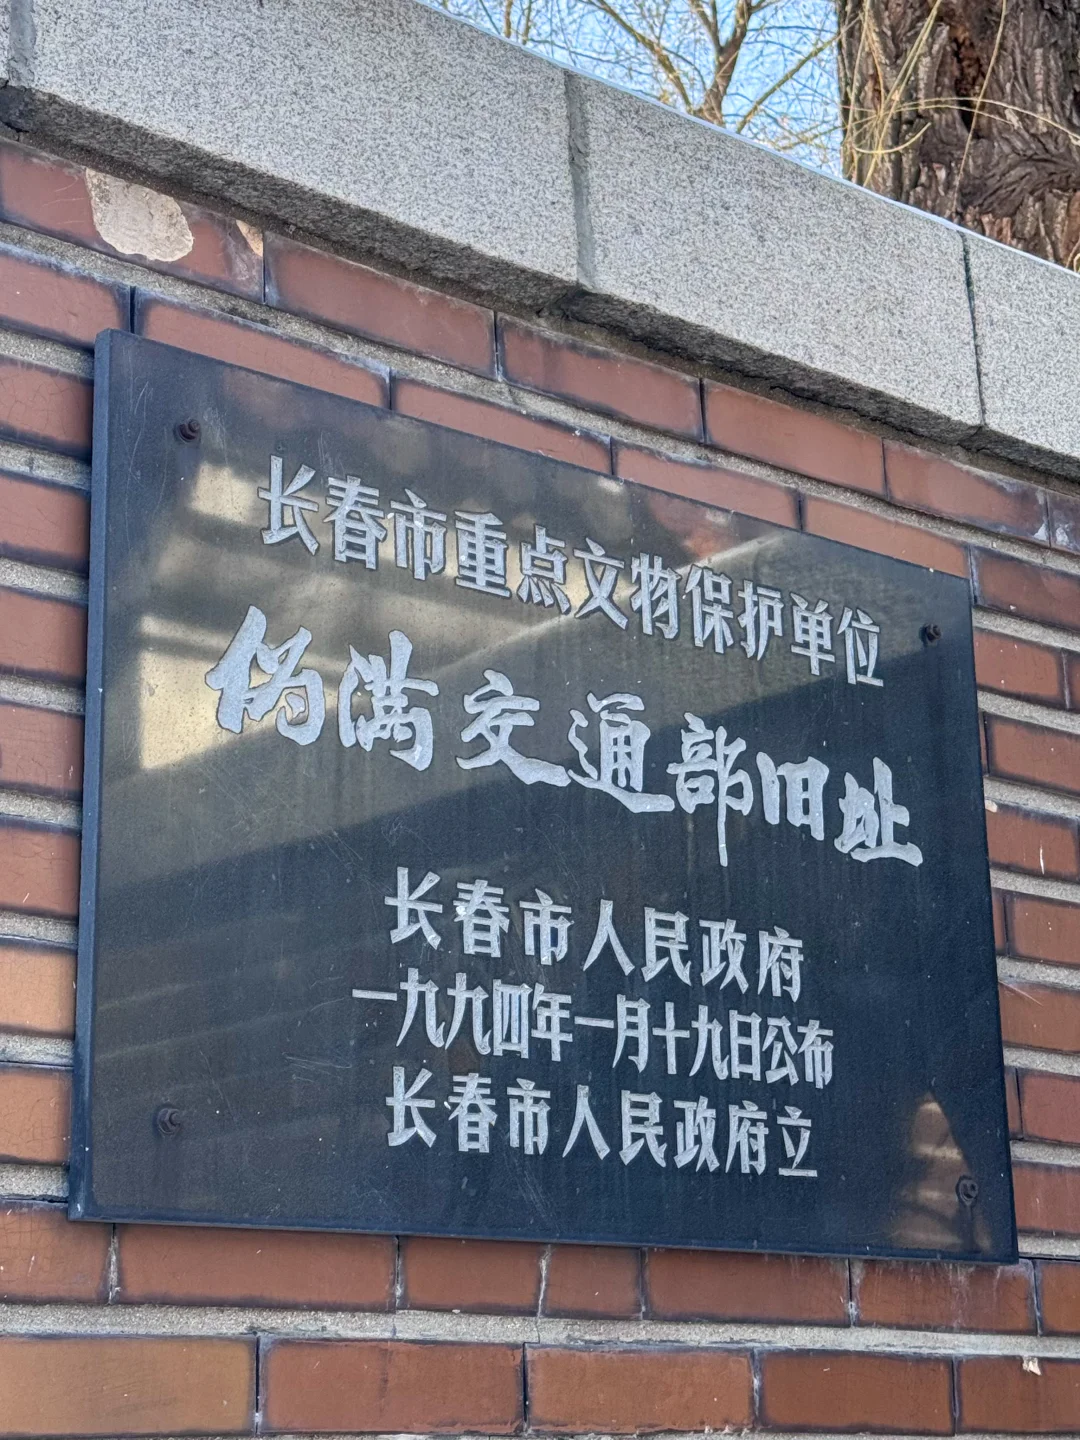 长春市重点文物保护单位
伪满交通部旧址
长春市人民政府
一九九四年一月十九日公布
长春市人民政府立